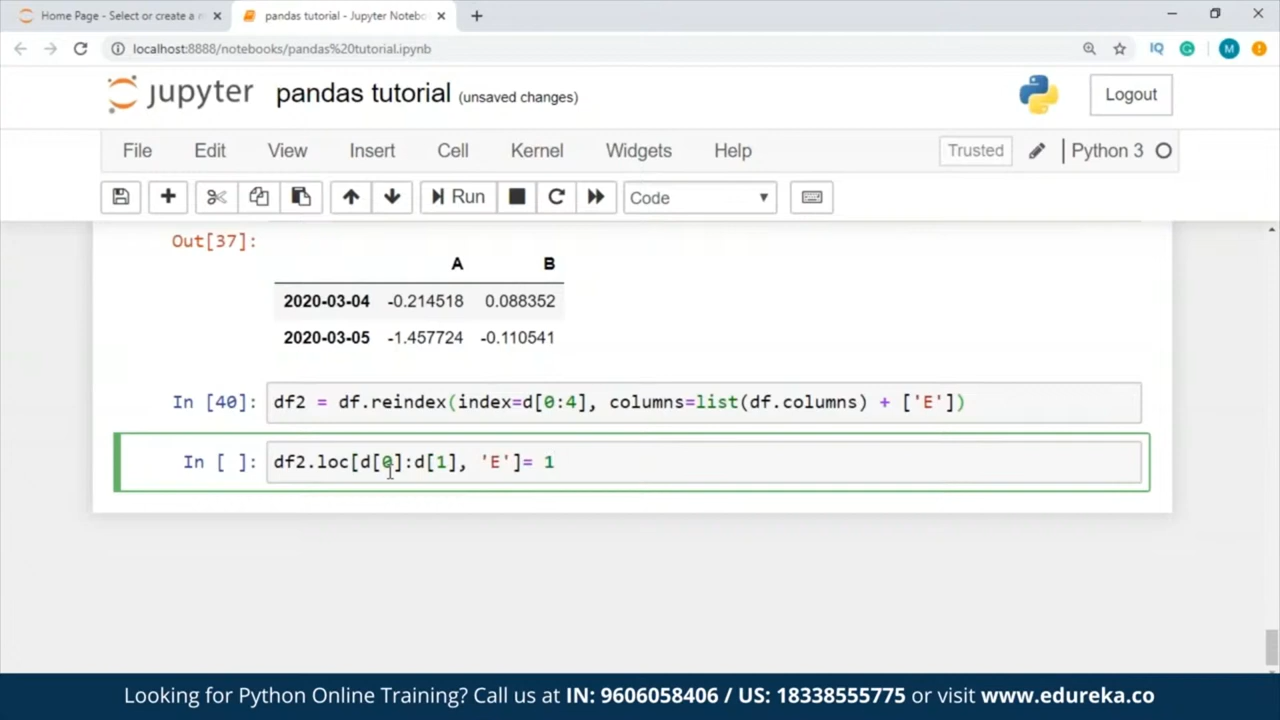 Home Page - Select or create a n
pandas tutorial - Jupyter Notebo
localhost:8888/notebooks/pandas%20tutorial.ipynb
IQ
G
M
jupyter pandas tutorial (unsaved changes)
Logout
File Edit View Insert Cell Kernel Widgets Help
Trusted
Python 3
Run
Code
Out[37]:
A B
2020-03-04 -0.214518 0.088352
2020-03-05 -1.457724 -0.110541
In [40]: df2 = df.reindex(index=d[0:4], columns=list(df.columns) + ['E'])
In [ ]: df2.loc[d[0]:d[1], 'E']= 1
Looking for Python Online Training? Call us at IN: 9606058406 / US: 18338555775 or visit www.edureka.co